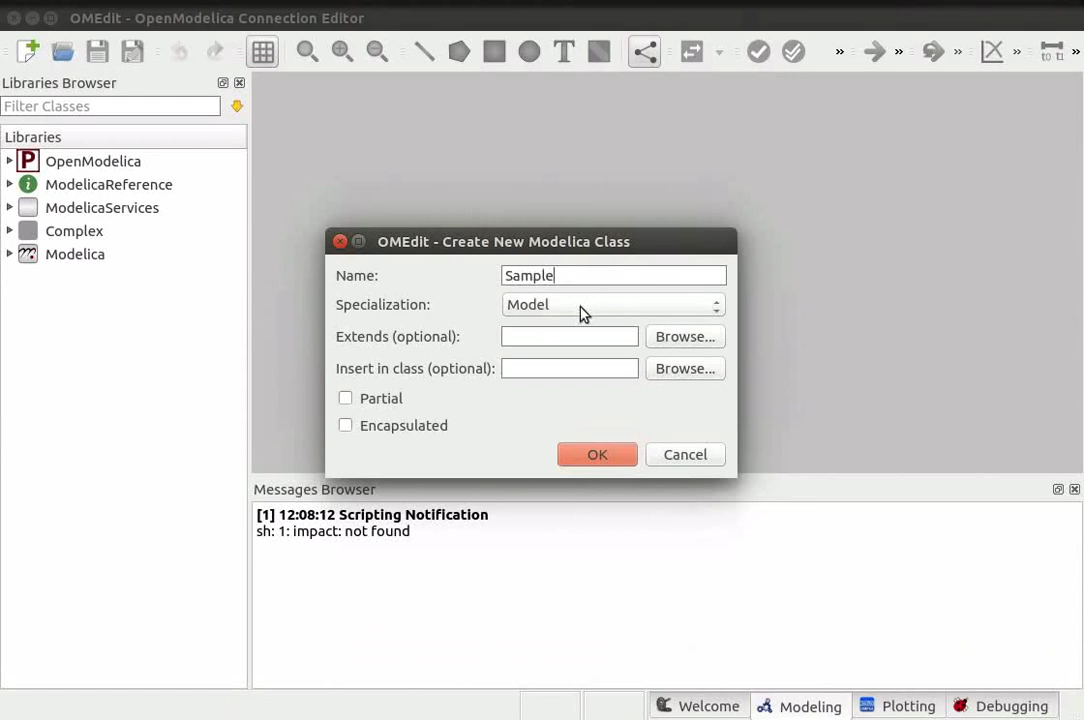 OMEdit - OpenModelica Connection Editor
T
»
»
»
»
t0 t1
»
Libraries Browser
Filter Classes
Libraries
P OpenModelica
i ModelicaReference
ModelicaServices
Complex
Modelica
OMEdit - Create New Modelica Class
Name: Sample
Specialization: Model
Extends (optional): Browse...
Insert in class (optional): Browse...
Partial
Encapsulated
OK Cancel
Messages Browser
[1] 12:08:12 Scripting Notification
sh: 1: impact: not found
Welcome Modeling Plotting Debugging